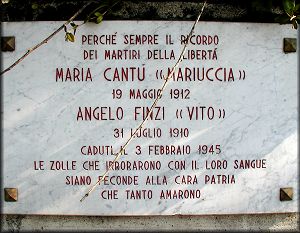 PERCHÉ SEMPRE IL RICORDO
DEI MARTIRI DELLA LIBERTÁ
MARIA CANTÚ «MARIUCCIA»
19 MAGGIO 1912
ANGELO FINZI «VITO»
31 LUGLIO 1910
CADUTI IL 3 FEBBRAIO 1945
LE ZOLLE CHE IRRORARONO CON IL LORO SANGUE
SIANO FECONDE ALLA CARA PATRIA
CHE TANTO AMARONO